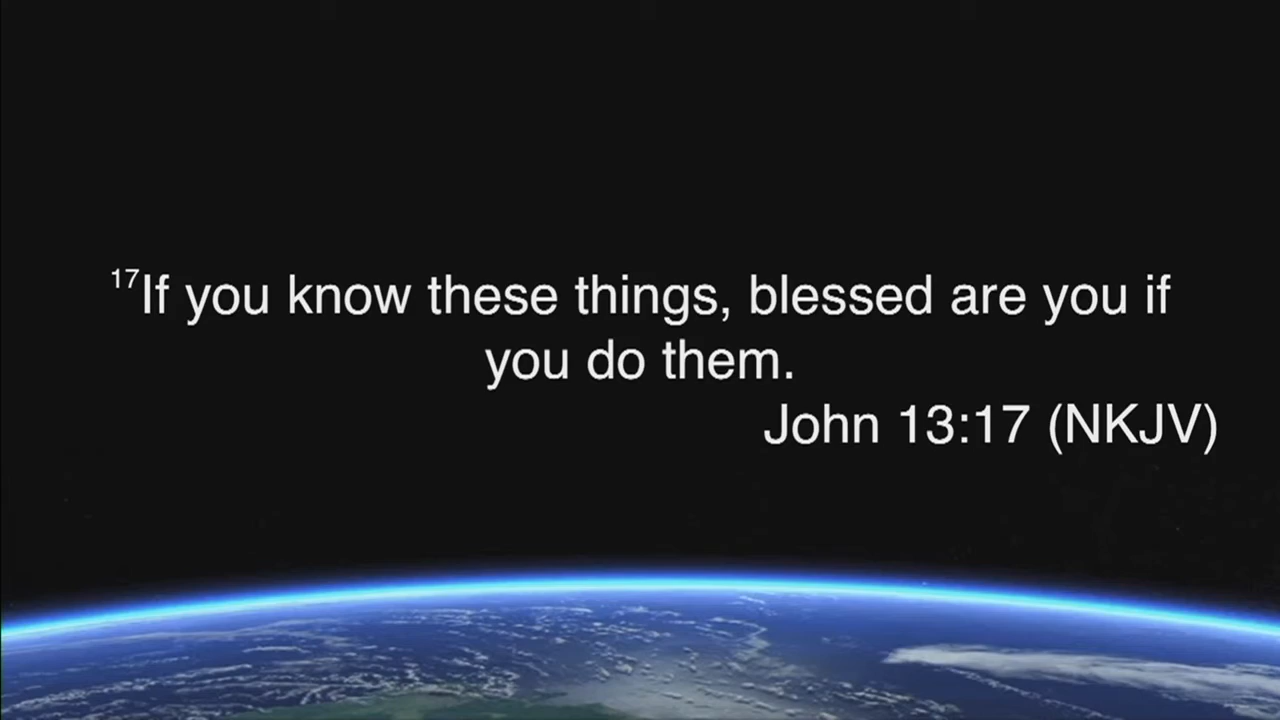 17If you know these things, blessed are you if
you do them.
John 13:17 (NKJV)